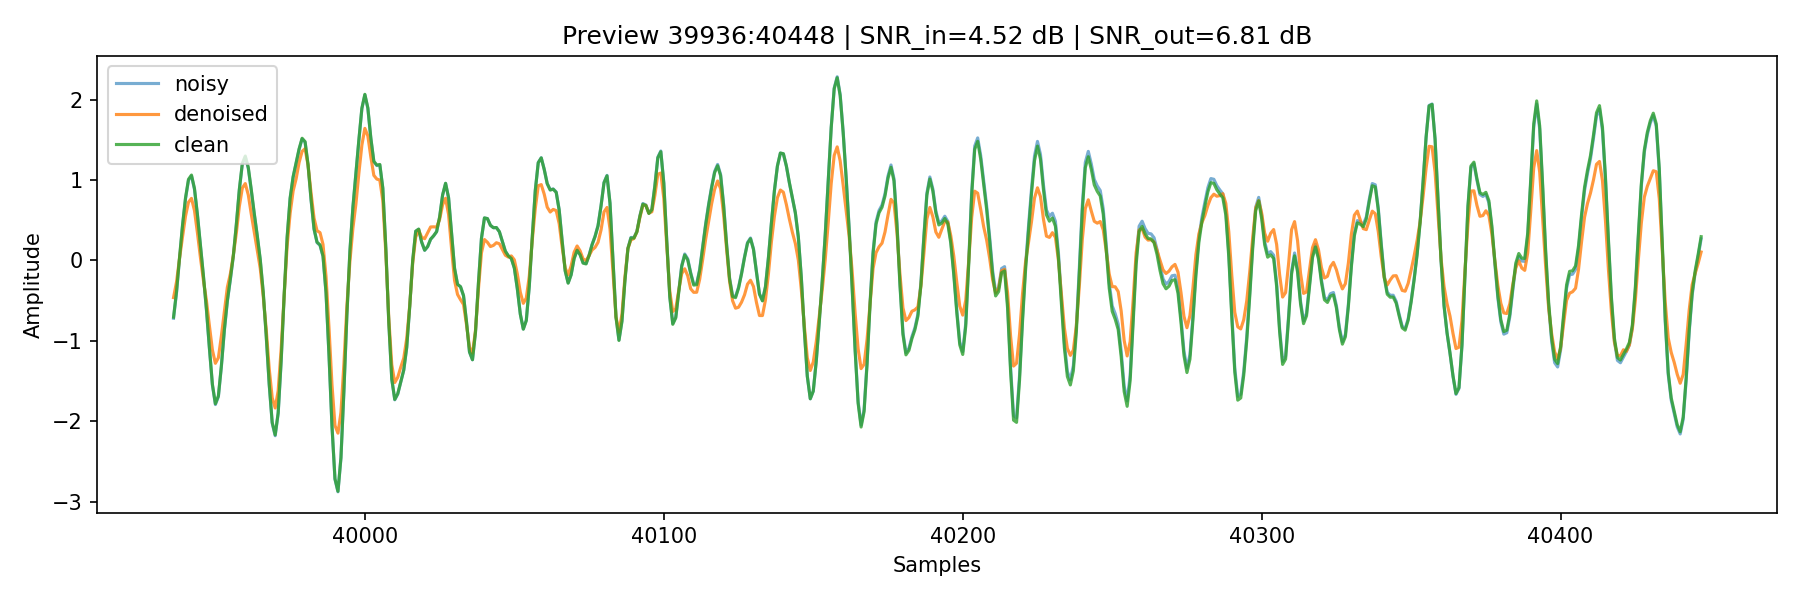 Preview 39936:40448 | SNR_in=4.52 dB | SNR_out=6.81 dB
noisy
denoised
clean
2
1
0
−1
−2
−3
Amplitude
40000 40100 40200 40300 40400
Samples